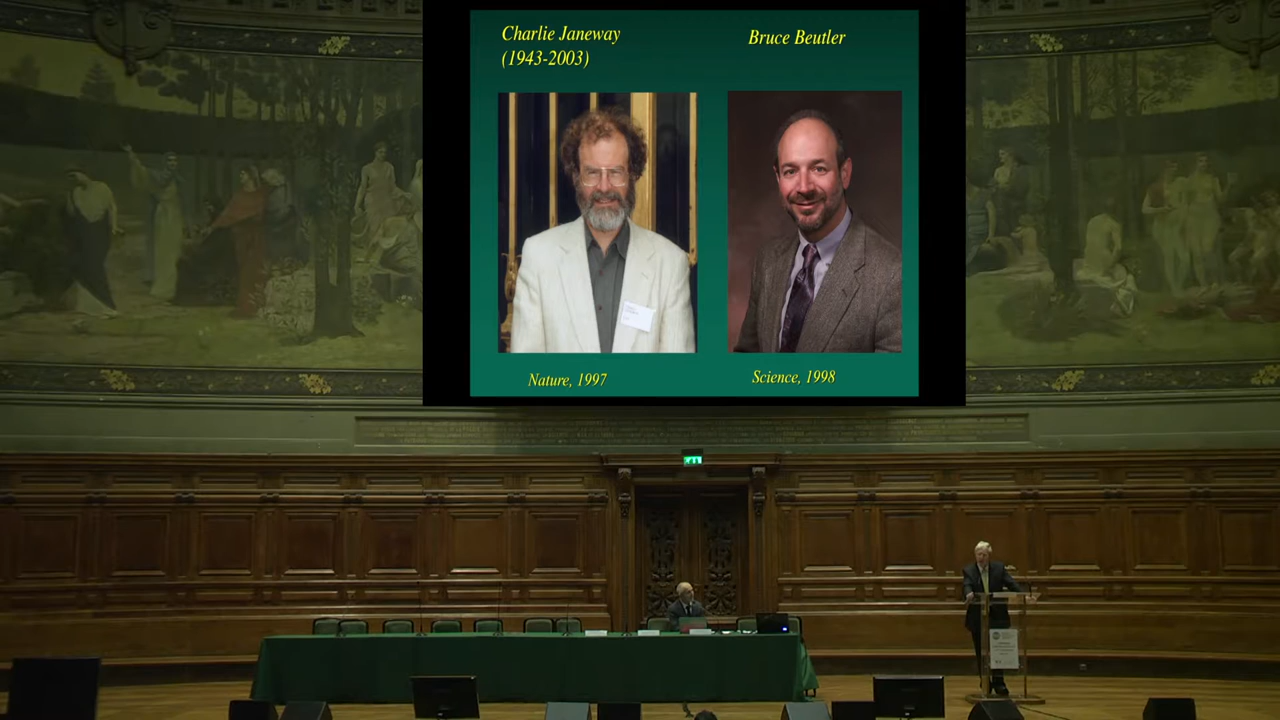 Charlie Janeway
(1943-2003)
Bruce Beutler
Nature, 1997
Science, 1998